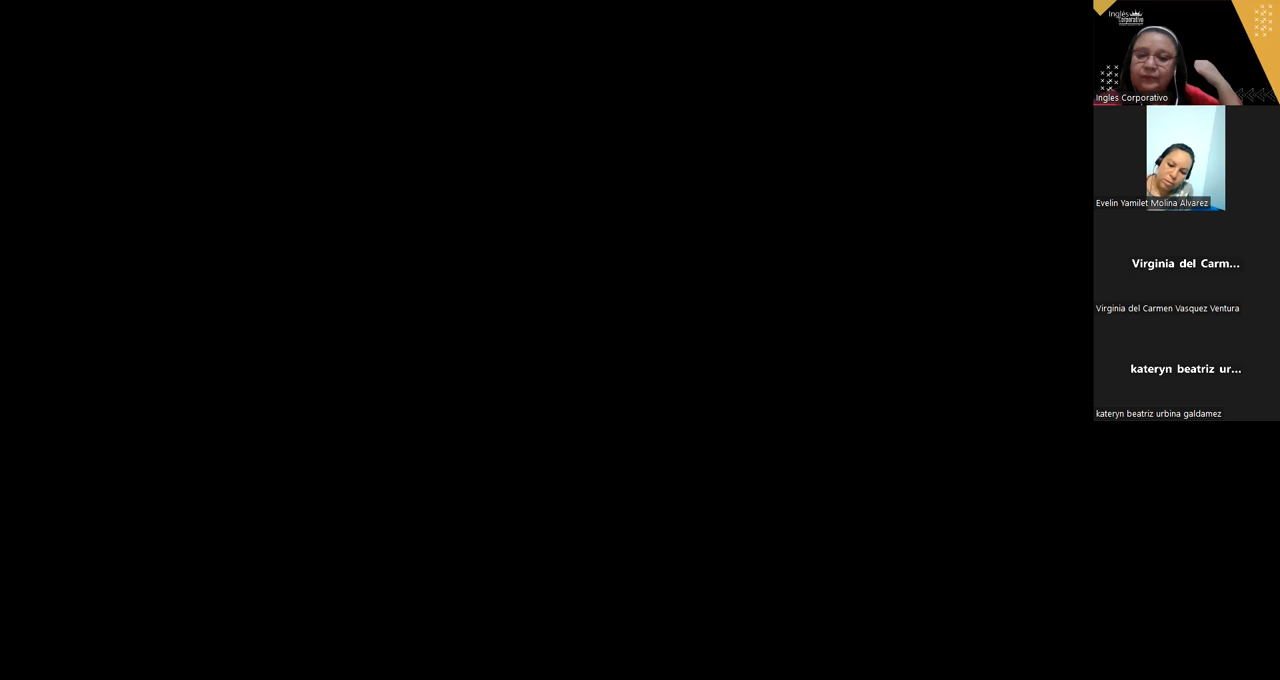 Inglés
Corporativo
Ingles Corporativo
Evelin Yamilet Molina Alvarez
Virginia del Carm...
Virginia del Carmen Vasquez Ventura
kateryn beatriz ur...
kateryn beatriz urbina galdamez